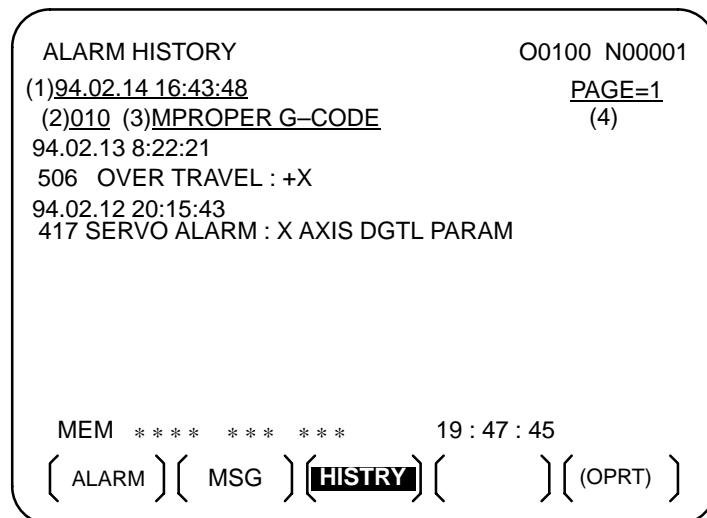 ALARM HISTORY O0100 N00001
(1)94.02.14 16:43:48 PAGE=1
(2)010 (3)MPROPER G–CODE (4)
94.02.13 8:22:21
506 OVER TRAVEL : +X
94.02.12 20:15:43
417 SERVO ALARM : X AXIS DGTL PARAM
MEM ∗∗∗∗ ∗∗∗ ∗∗∗ 19 : 47 : 45
[ ALARM ] [ MSG ] [ HISTRY ] [ ] [ (OPRT) ]